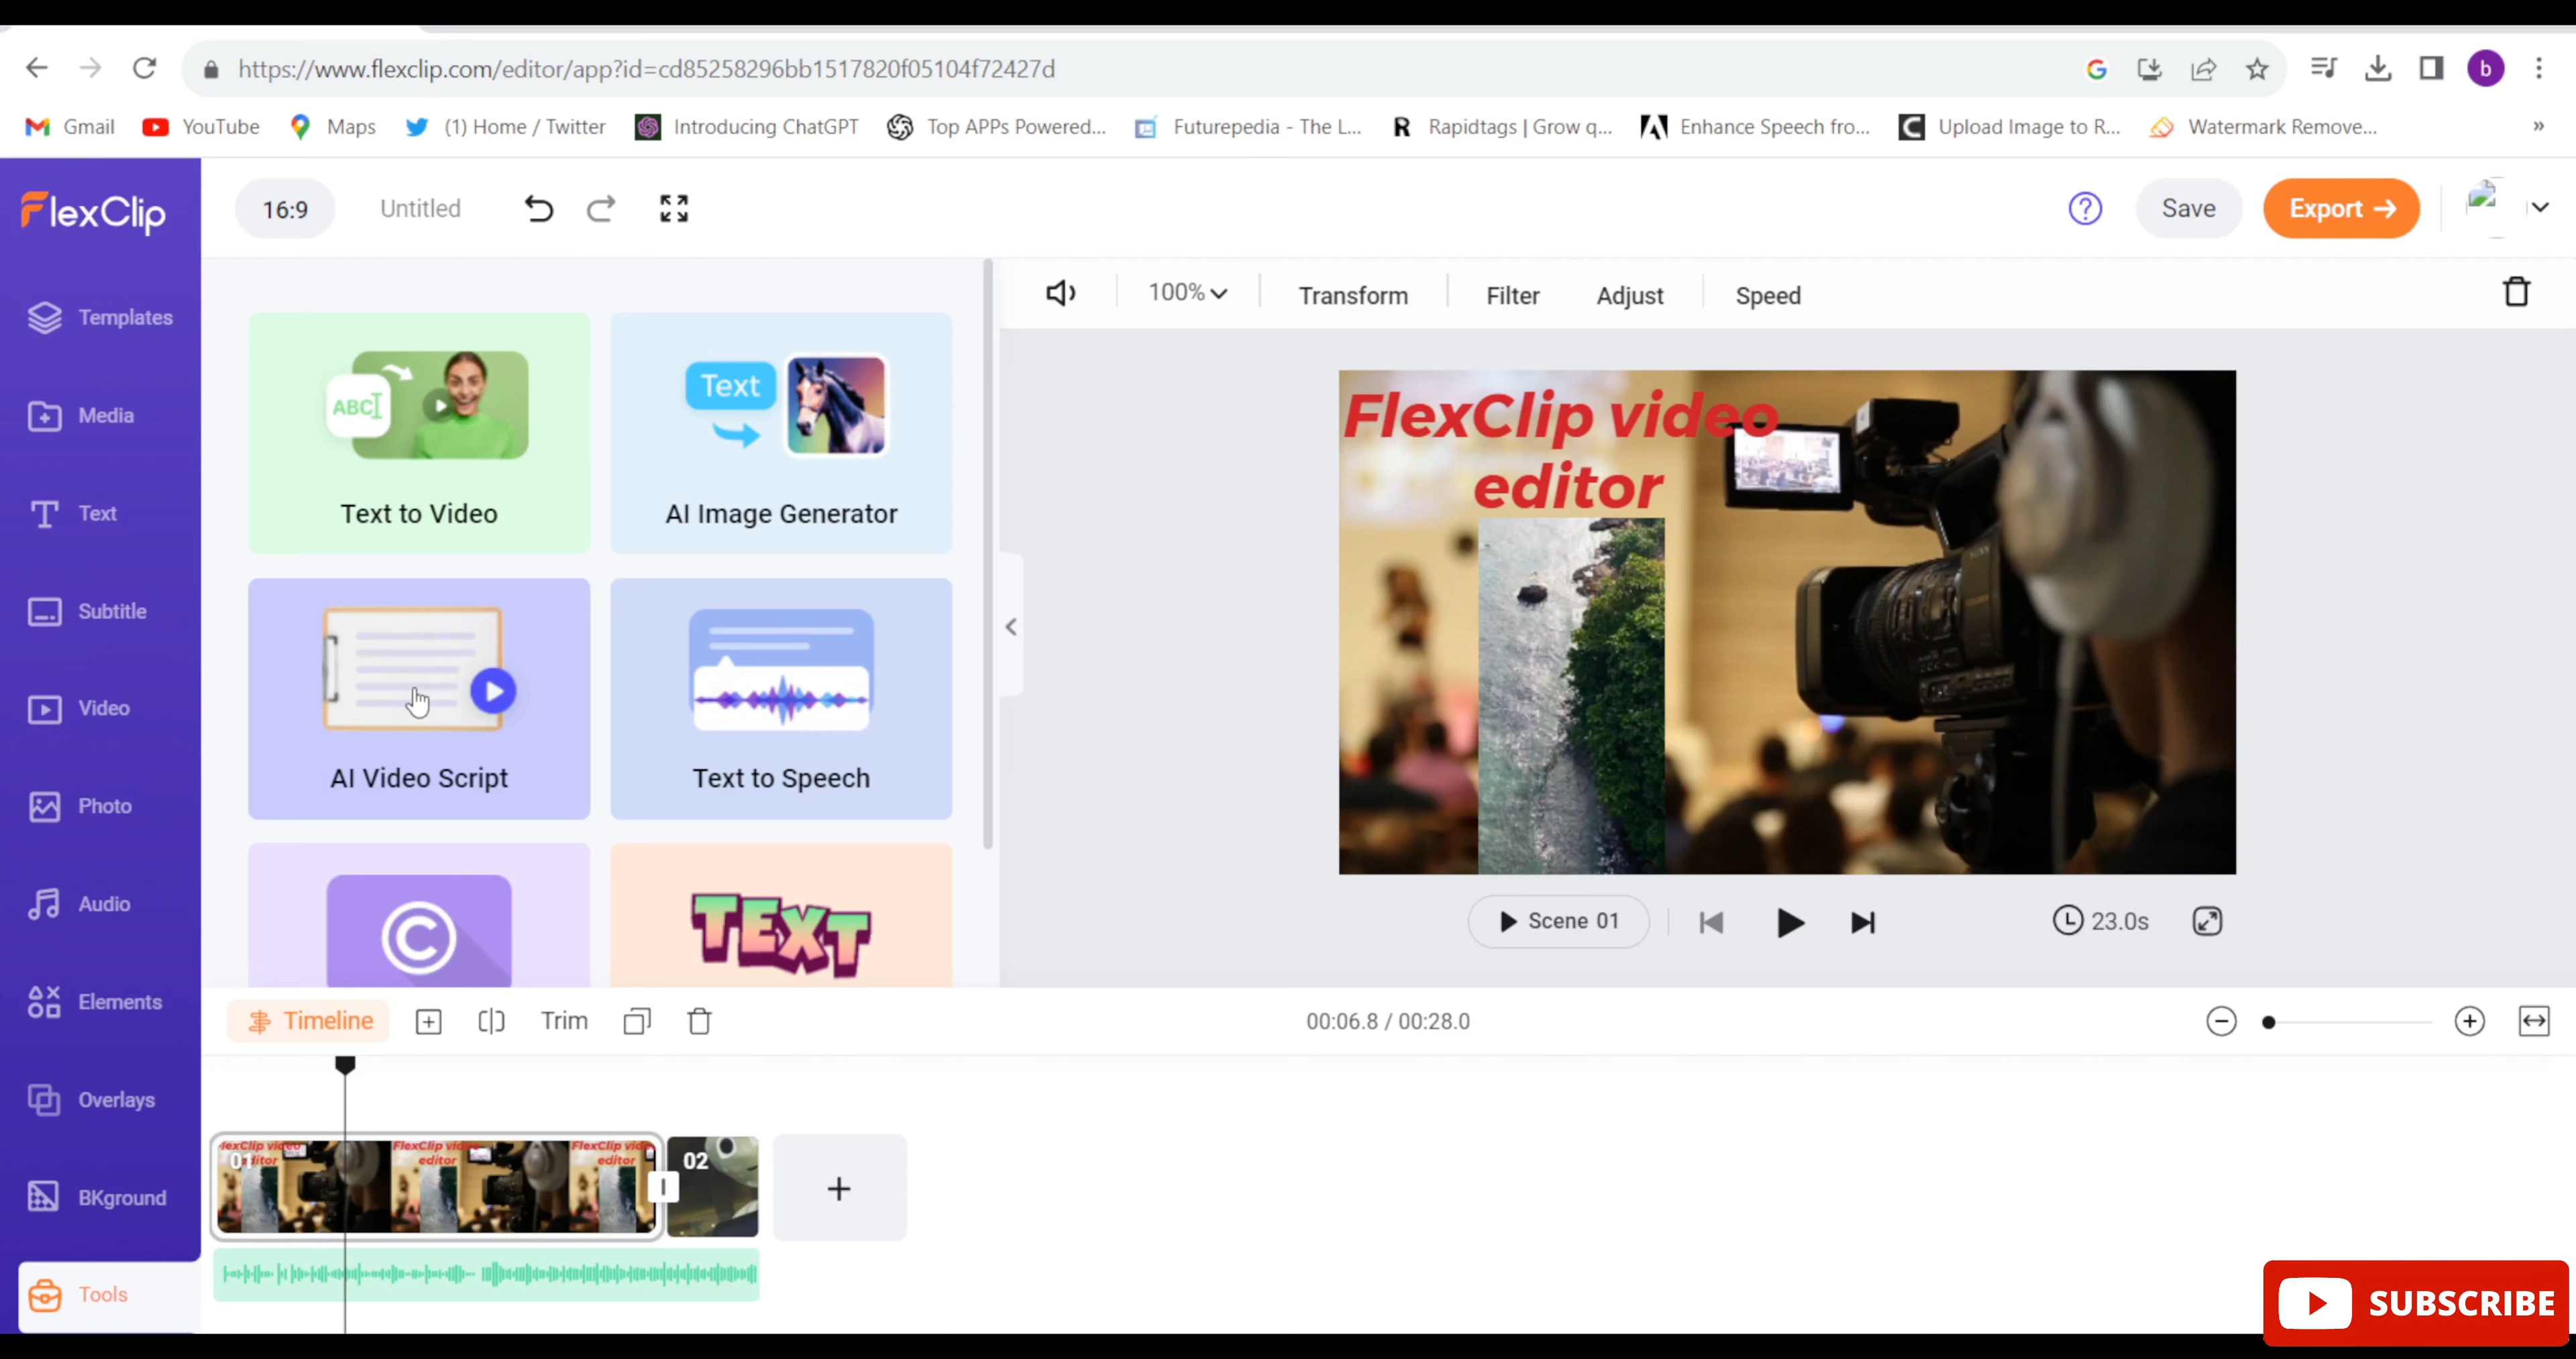 https://www.flexclip.com/editor/app?id=cd85258296bb1517820f05104f72427d
b
Gmail
YouTube
Maps
(1) Home / Twitter
Introducing ChatGPT
Top APPs Powered...
Futurepedia - The L...
Rapidtags | Grow q...
Enhance Speech fro...
Upload Image to R...
Watermark Remove...
FlexClip
16:9
Untitled
Save
Export
Templates
Media
Text
Subtitle
Video
Photo
Audio
Elements
Overlays
BKground
Tools
ABC
Text to Video
Text
AI Image Generator
AI Video Script
Text to Speech
TEXT
100%
Transform
Filter
Adjust
Speed
FlexClip video
editor
Scene 01
23.0s
Timeline
Trim
00:06.8 / 00:28.0
FlexClip video
editor
01
02
SUBSCRIBE